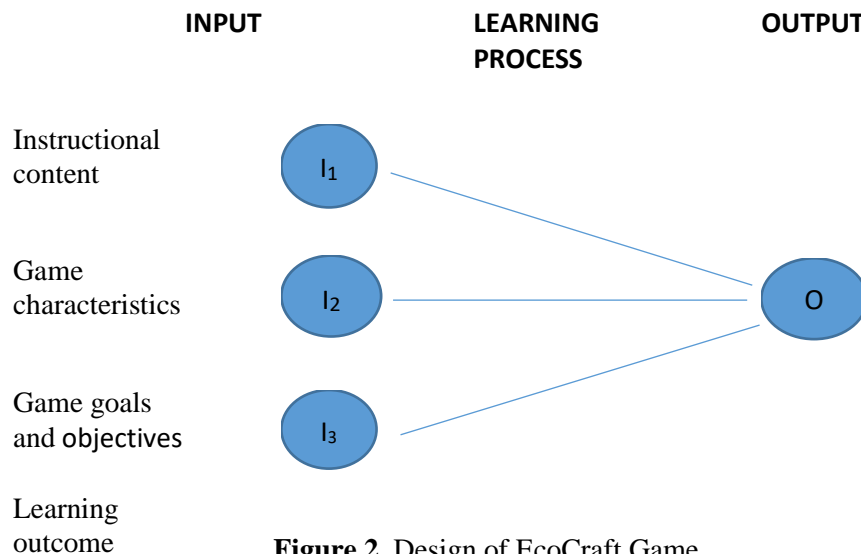 INPUT LEARNING PROCESS OUTPUT
Instructional content
I₁
Game characteristics
I₂
O
Game goals and objectives
I₃
Learning outcome
Figure 2. Design of EcoCraft Game